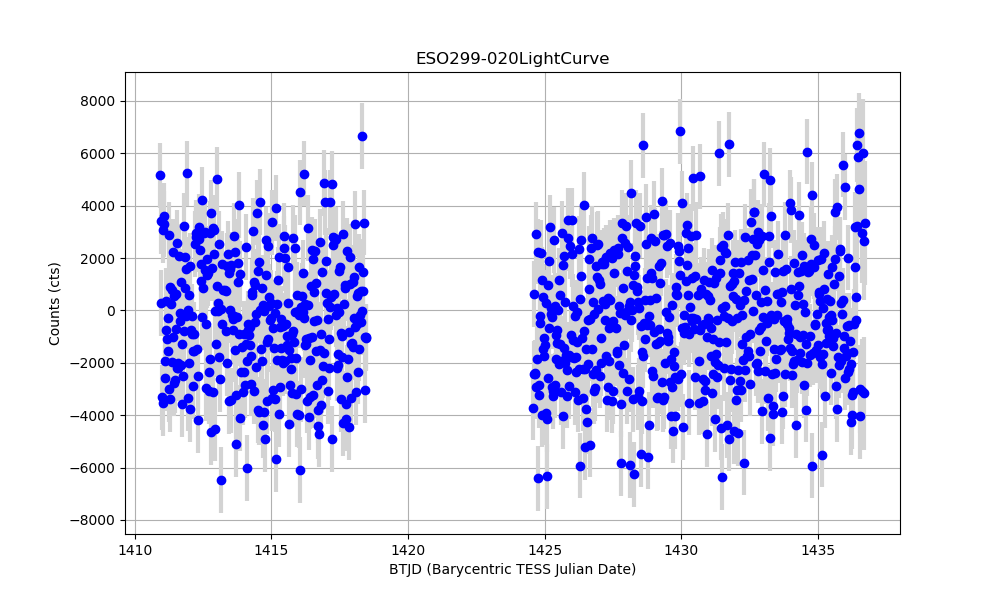 ESO299-020LightCurve
8000
6000
4000
2000
0
−2000
−4000
−6000
−8000
Counts (cts)
1410 1415 1420 1425 1430 1435
BTJD (Barycentric TESS Julian Date)